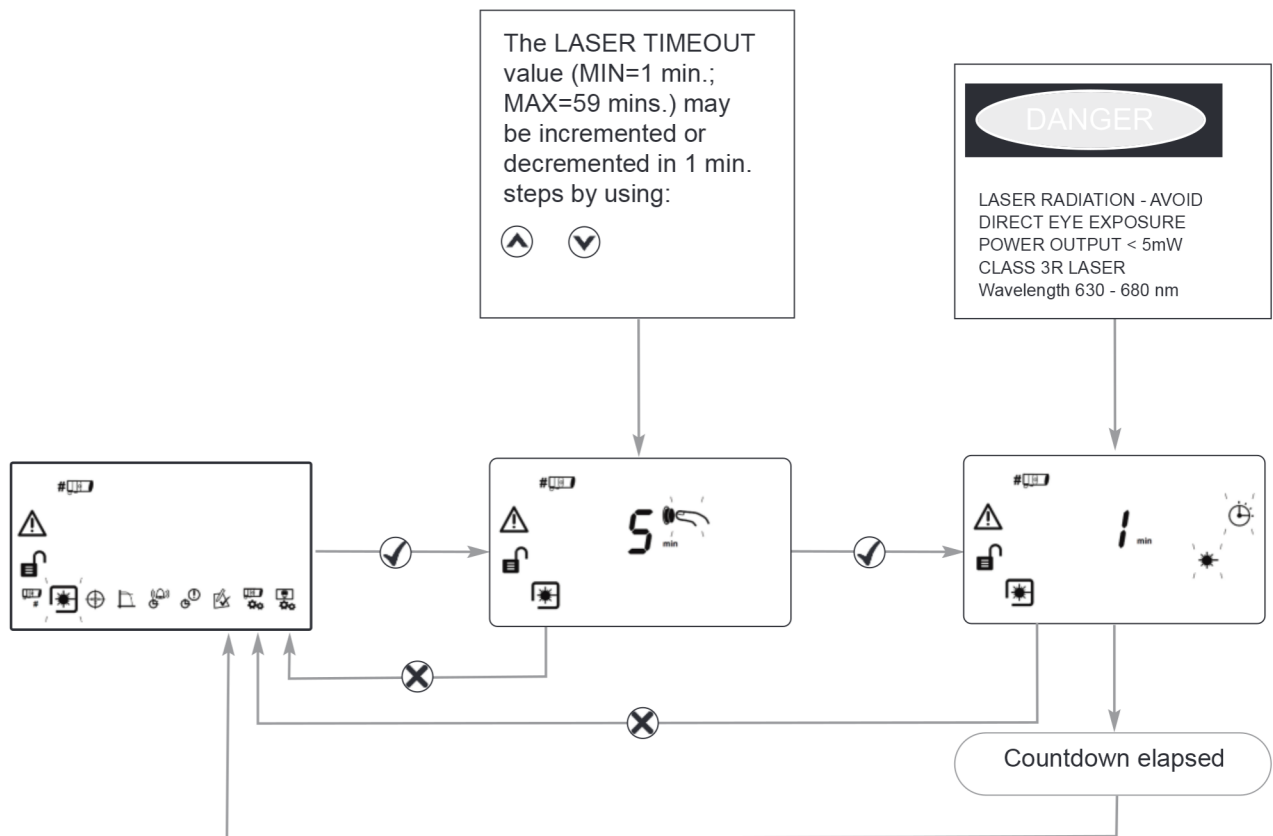 The LASER TIMEOUT
value (MIN=1 min.;
MAX=59 mins.) may
be incremented or
decremented in 1 min.
steps by using:
DANGER
LASER RADIATION - AVOID
DIRECT EYE EXPOSURE
POWER OUTPUT < 5mW
CLASS 3R LASER
Wavelength 630 - 680 nm
#
#
5 min
#
1 min
#
Countdown elapsed